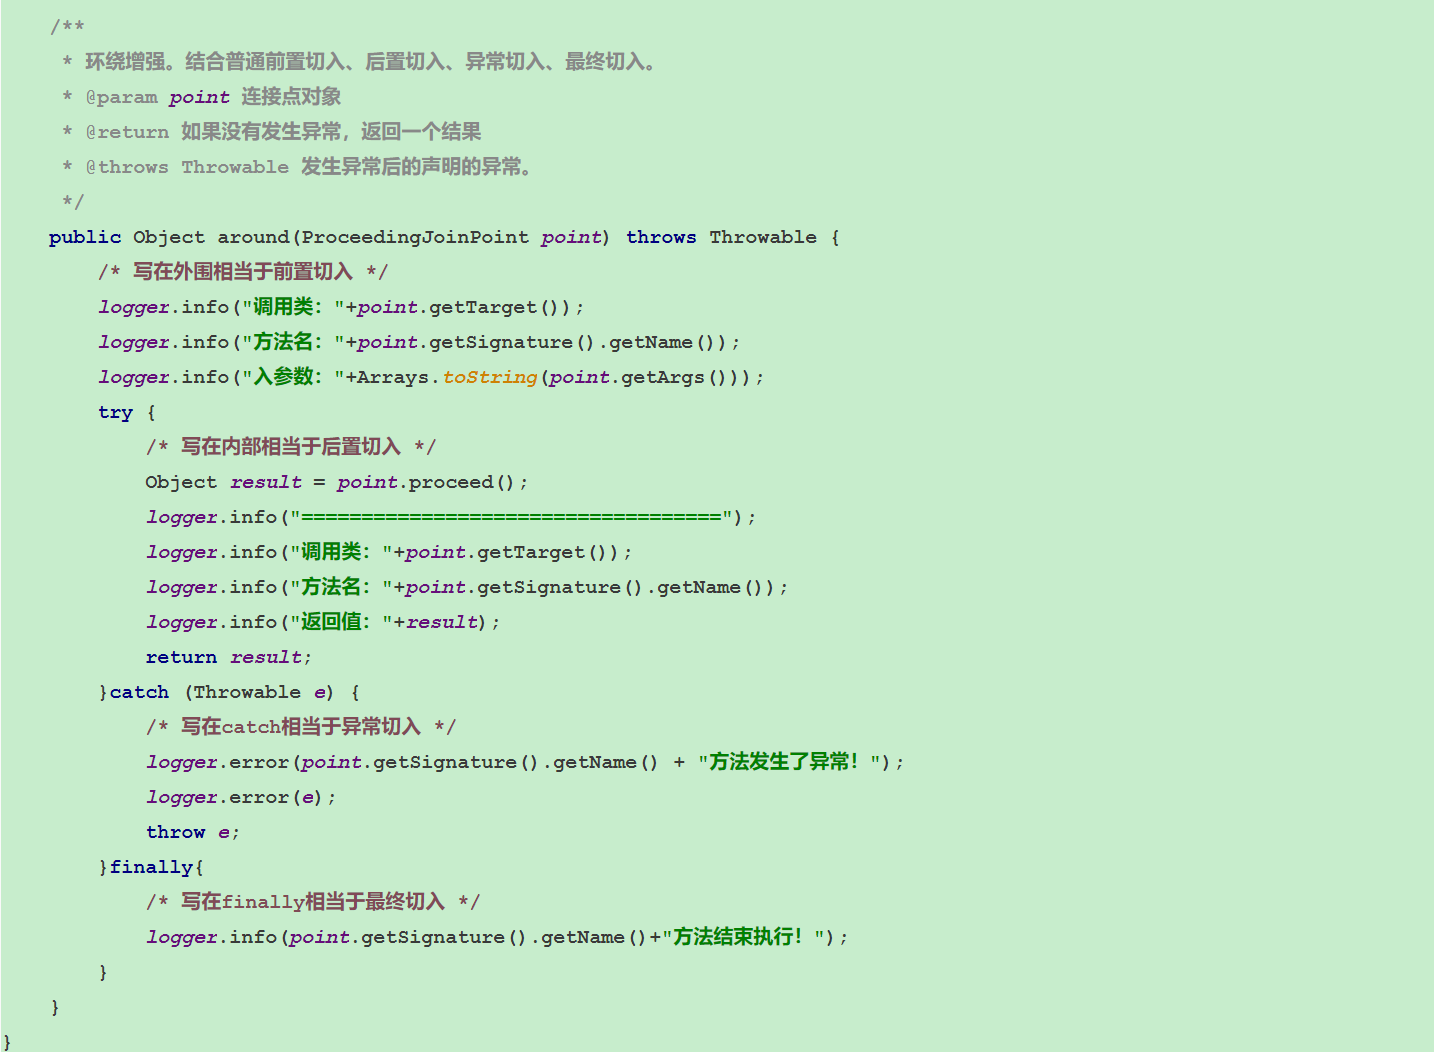 /**
 * 环绕增强。结合普通前置切入、后置切入、异常切入、最终切入。
 * @param point 连接点对象
 * @return 如果没有发生异常，返回一个结果
 * @throws Throwable 发生异常后的声明的异常。
 */
public Object around(ProceedingJoinPoint point) throws Throwable {
    /* 写在外围相当于前置切入 */
    logger.info("调用类："+point.getTarget());
    logger.info("方法名："+point.getSignature().getName());
    logger.info("入参数："+Arrays.toString(point.getArgs()));
    try {
        /* 写在内部相当于后置切入 */
        Object result = point.proceed();
        logger.info("===================================");
        logger.info("调用类："+point.getTarget());
        logger.info("方法名："+point.getSignature().getName());
        logger.info("返回值："+result);
        return result;
    }catch (Throwable e) {
        /* 写在catch相当于异常切入 */
        logger.error(point.getSignature().getName() + "方法发生了异常！");
        logger.error(e);
        throw e;
    }finally{
        /* 写在finally相当于最终切入 */
        logger.info(point.getSignature().getName()+"方法结束执行！");
    }
}
}